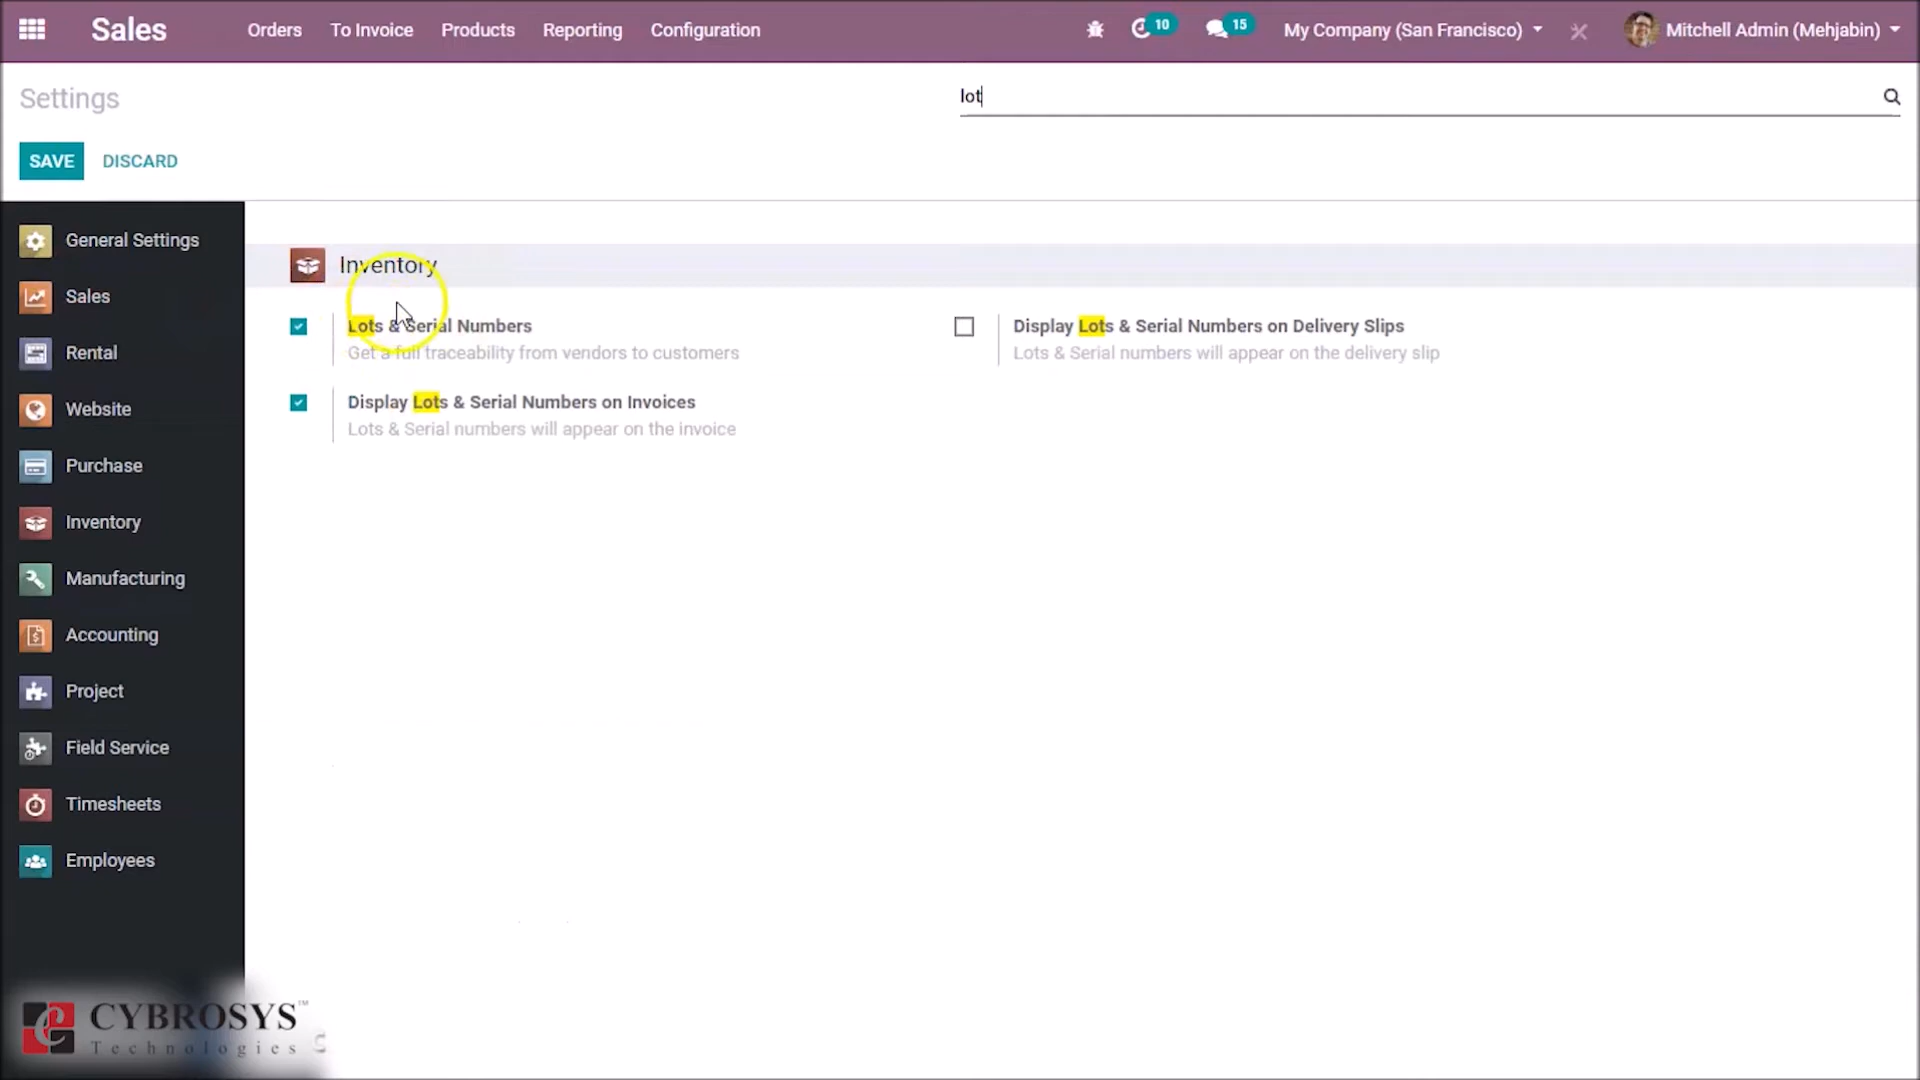 Sales
Orders
To Invoice
Products
Reporting
Configuration
10
15
My Company (San Francisco)
Mitchell Admin (Mehjabin)
Settings
lot
SAVE
DISCARD
General Settings
Sales
Rental
Website
Purchase
Inventory
Manufacturing
Accounting
Project
Field Service
Timesheets
Employees
Inventory
Lots & Serial Numbers
Get a full traceability from vendors to customers
Display Lots & Serial Numbers on Delivery Slips
Lots & Serial numbers will appear on the delivery slip
Display Lots & Serial Numbers on Invoices
Lots & Serial numbers will appear on the invoice
CYBROSYS™
Technologies